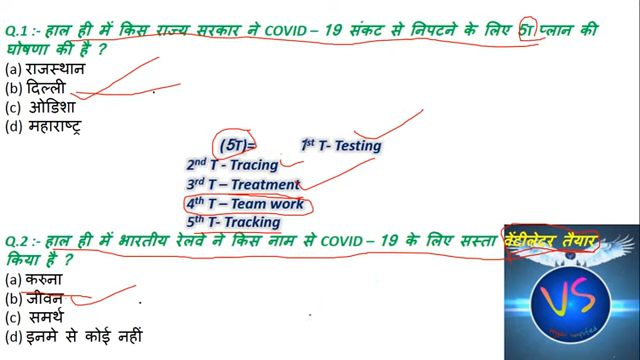 Q.1 :- हाल ही में किस राज्य सरकार ने COVID – 19 संकट से निपटने के लिए 5T प्लान की
घोषणा की है ?
(a) राजस्थान
(b) दिल्ली
(c) ओडिशा
(d) महाराष्ट्र
(5T)= 1st T- Testing
2nd T - Tracing
3rd T – Treatment
4th T – Team work
5th T- Tracking
Q.2 :- हाल ही में भारतीय रेलवे ने किस नाम से COVID – 19 के लिए सस्ता वेंटीलेटर तैयार
किया है ?
(a) करुना
(b) जीवन
(c) समर्थ
(d) इनमे से कोई नहीं
VS